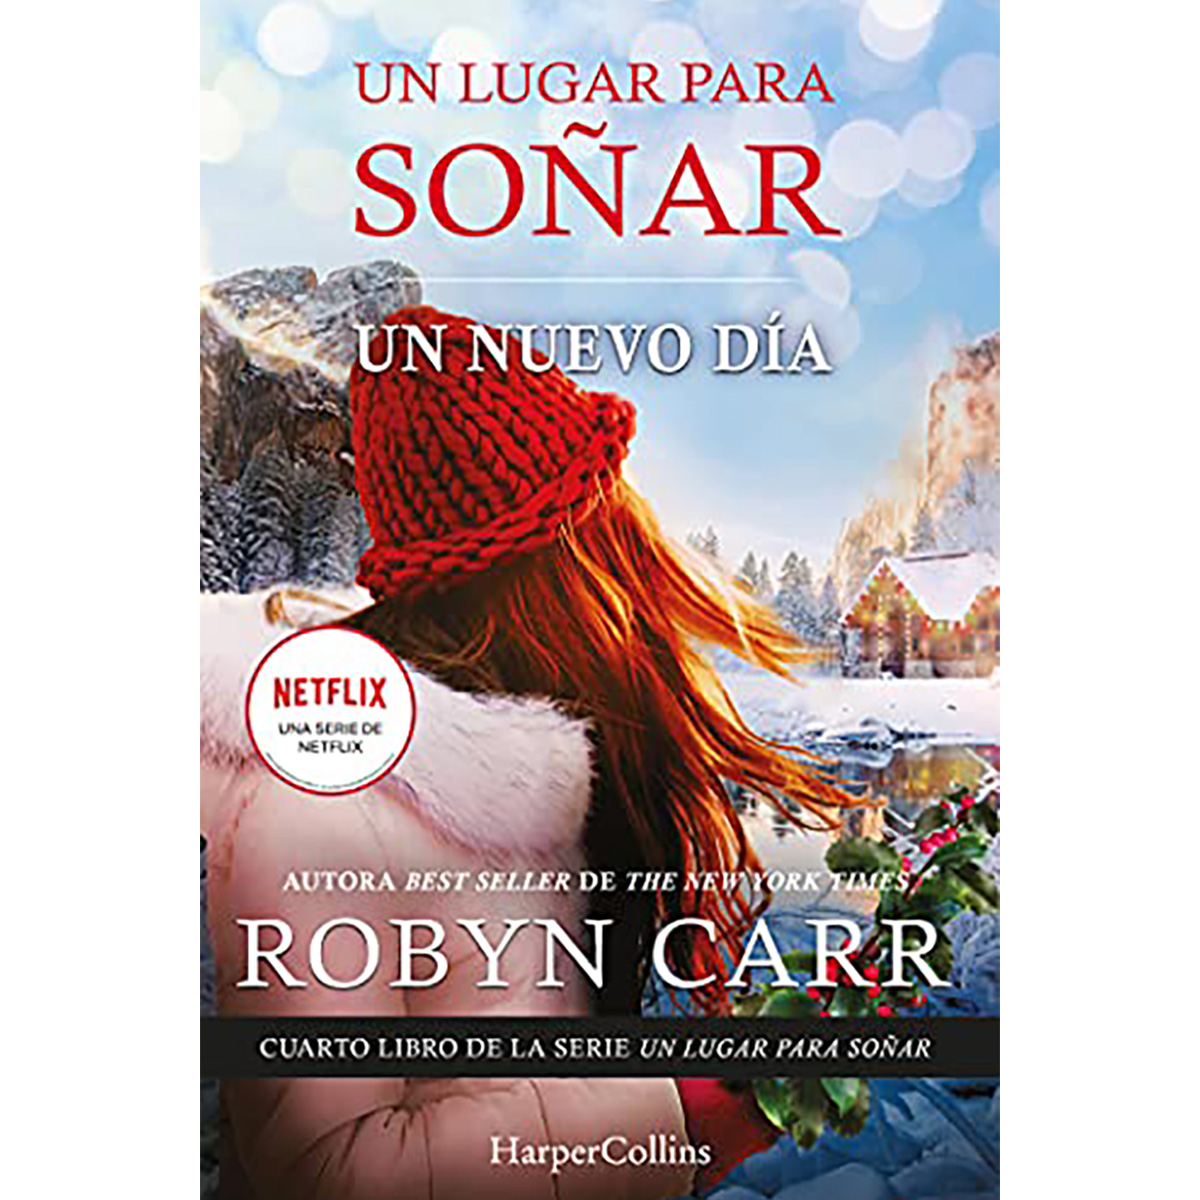 UN LUGAR PARA
SOÑAR
UN NUEVO DÍA
NETFLIX
UNA SERIE DE
NETFLIX
AUTORA BEST SELLER DE THE NEW YORK TIMES
ROBYN CARR
CUARTO LIBRO DE LA SERIE UN LUGAR PARA SOÑAR
HarperCollins